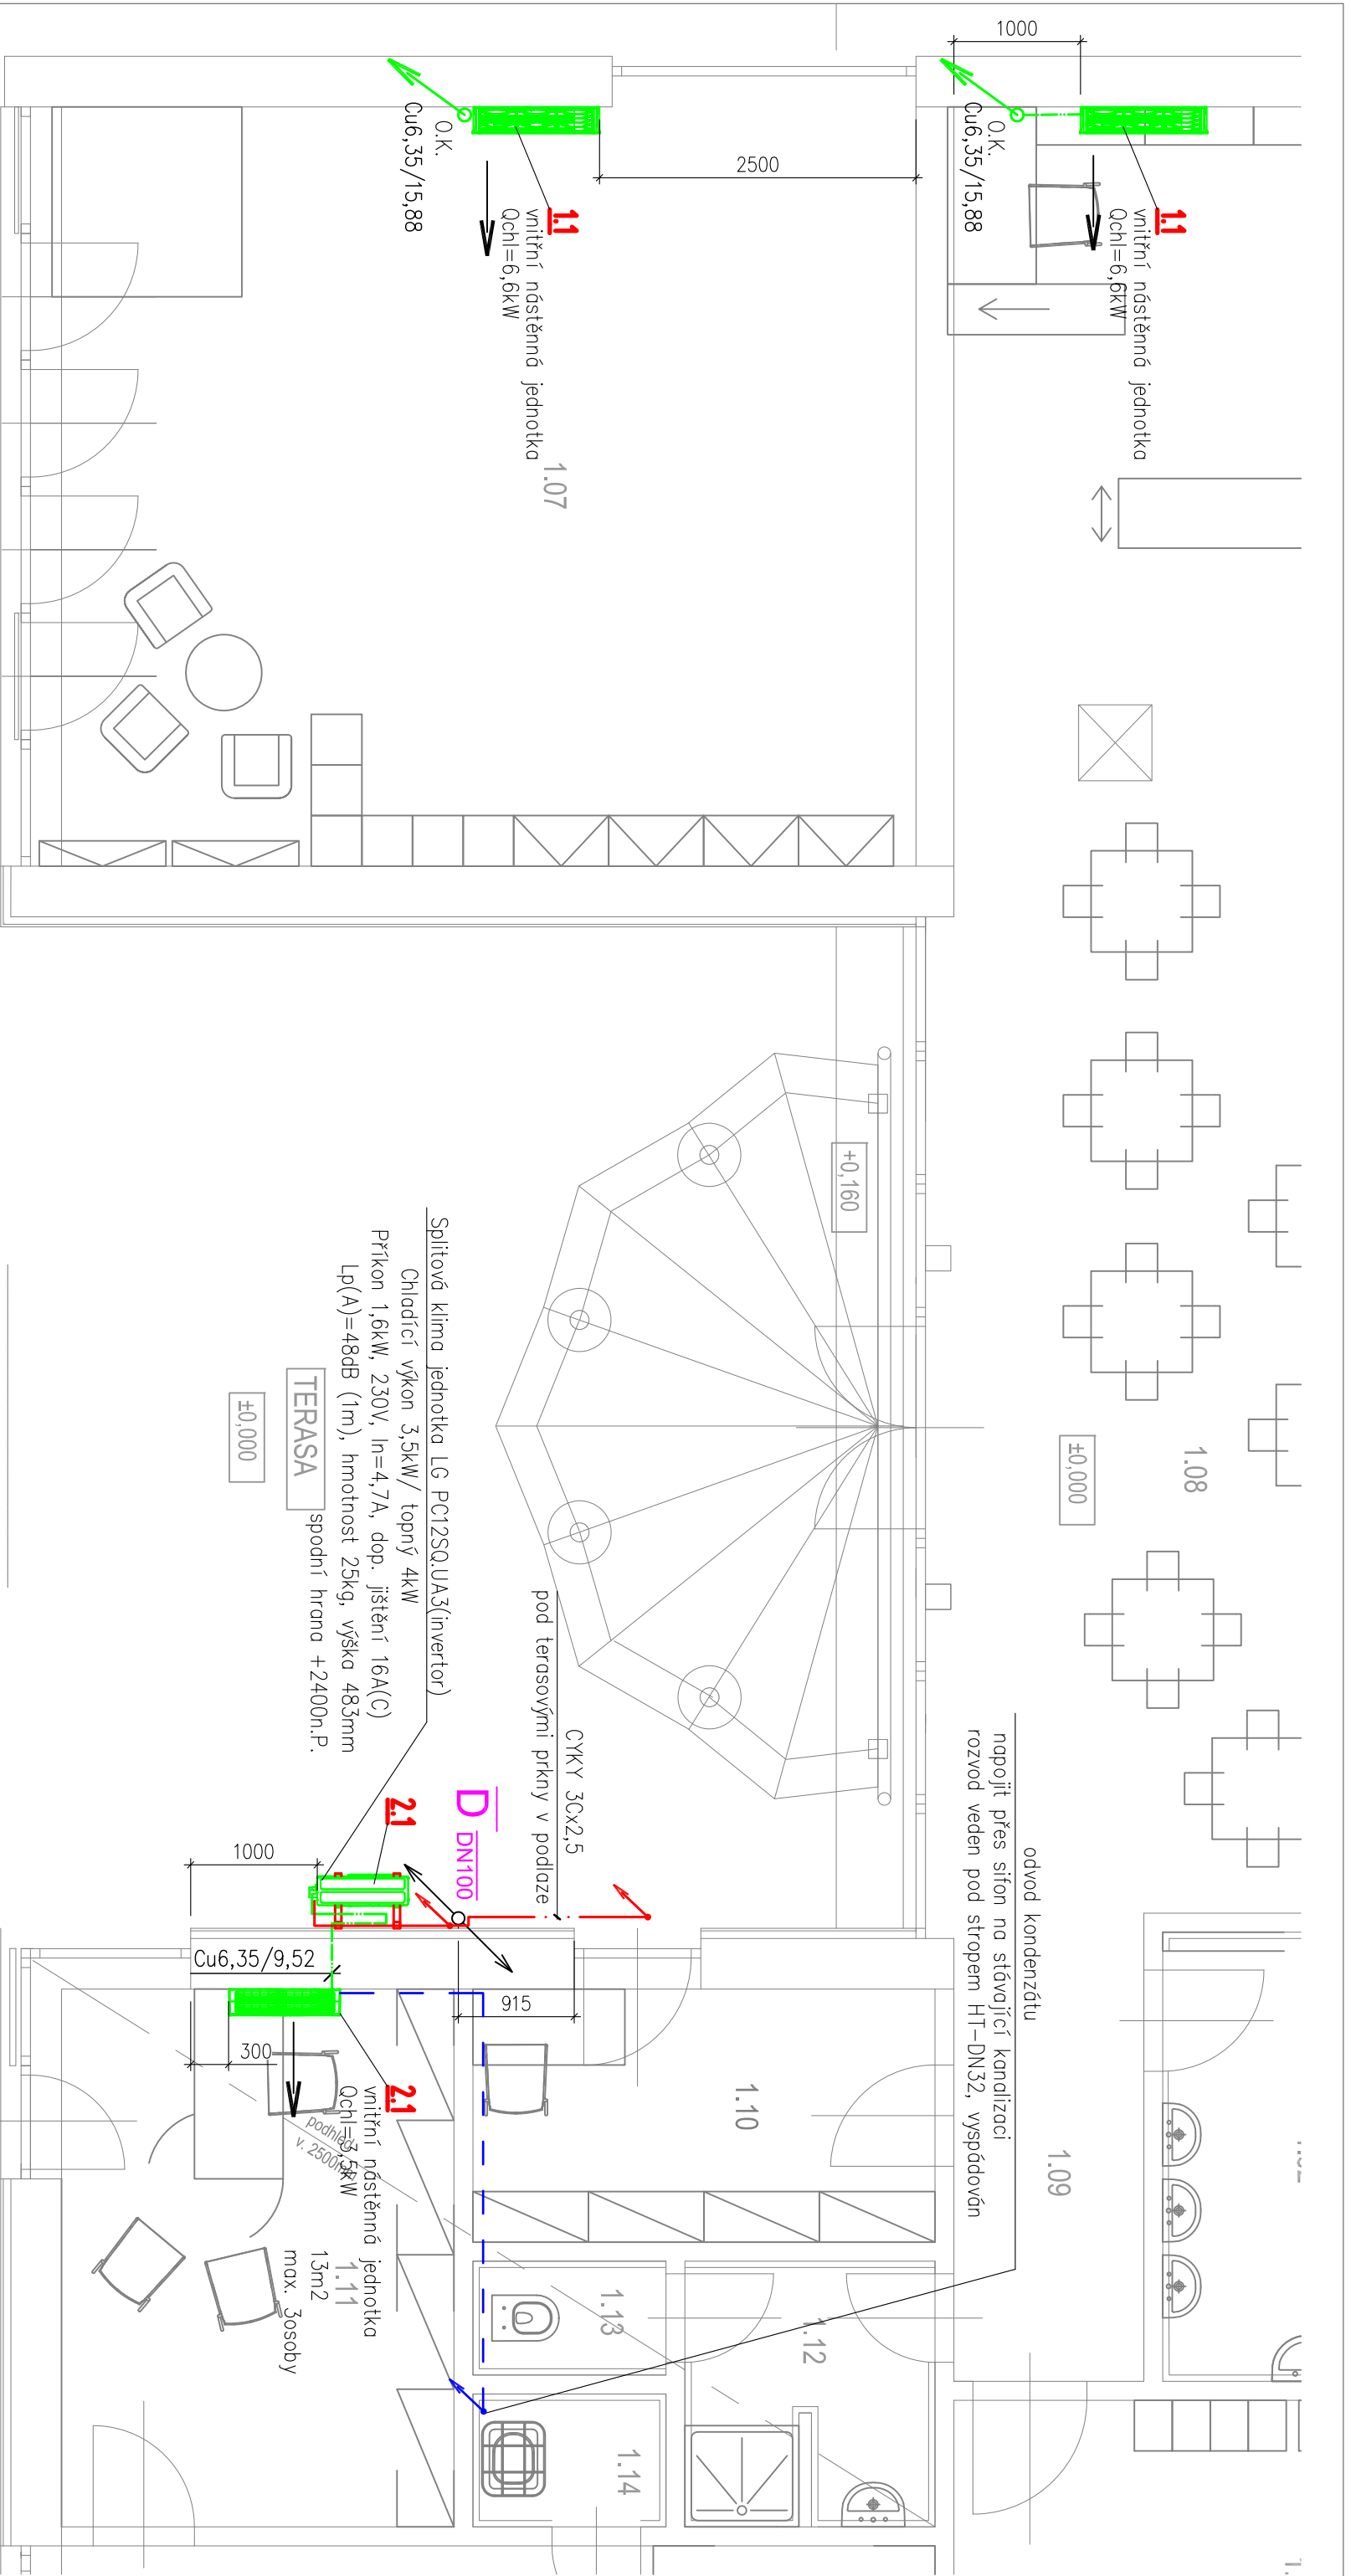 1000
O.K.
Cu6,35/15,88
1.1
vnitřní nástěnná jednotka
Qchl=6,6kW
2500
O.K.
Cu6,35/15,88
1.1
vnitřní nástěnná jednotka
Qchl=6,6kW
1.07
+0,160
1.08
±0,000
Splitová klima jednotka LG PC12SQ.UA3(invertor)
Chladící výkon 3,5kW/ topný 4kW
Příkon 1,6kW, 230V, In=4,7A, dop. jištění 16A(C)
Lp(A)=48dB (1m), hmotnost 25kg, výška 483mm
spodní hrana +2400n.P.
TERASA
±0,000
CYKY 3Cx2,5
pod terasovými prkny v podlaze
odvod kondenzátu
napojit přes sifon na stávající kanalizaci
rozvod veden pod stropem HT-DN32, vyspádován
D
DN100
2.1
1000
Cu6,35/9,52
915
300
2.1
vnitřní nástěnná jednotka
Qchl=3,5kW
podhled
v. 2500mm
1.09
1.10
1.11
13m2
max. 3osoby
1.12
1.13
1.14